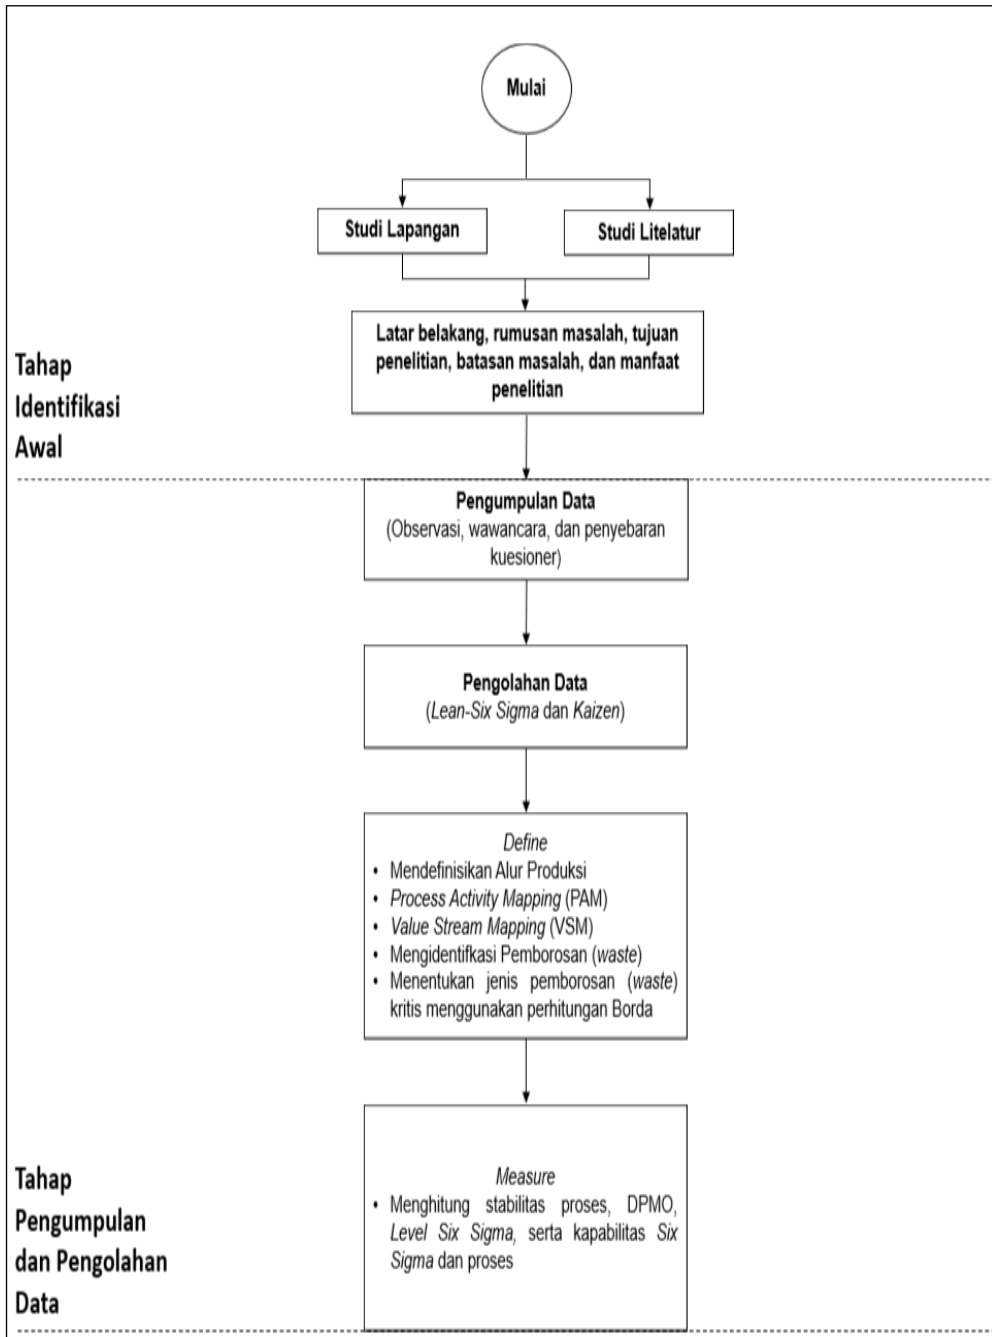 Mulai
Studi Lapangan
Studi Litelatur
Latar belakang, rumusan masalah, tujuan
penelitian, batasan masalah, dan manfaat
penelitian
Tahap
Identifikasi
Awal
Pengumpulan Data
(Observasi, wawancara, dan penyebaran
kuesioner)
Pengolahan Data
(Lean-Six Sigma dan Kaizen)
Define
• Mendefinisikan Alur Produksi
• Process Activity Mapping (PAM)
• Value Stream Mapping (VSM)
• Mengidentifkasi Pemborosan (waste)
• Menentukan jenis pemborosan (waste)
kritis menggunakan perhitungan Borda
Measure
• Menghitung stabilitas proses, DPMO,
Level Six Sigma, serta kapabilitas Six
Sigma dan proses
Tahap
Pengumpulan
dan Pengolahan
Data